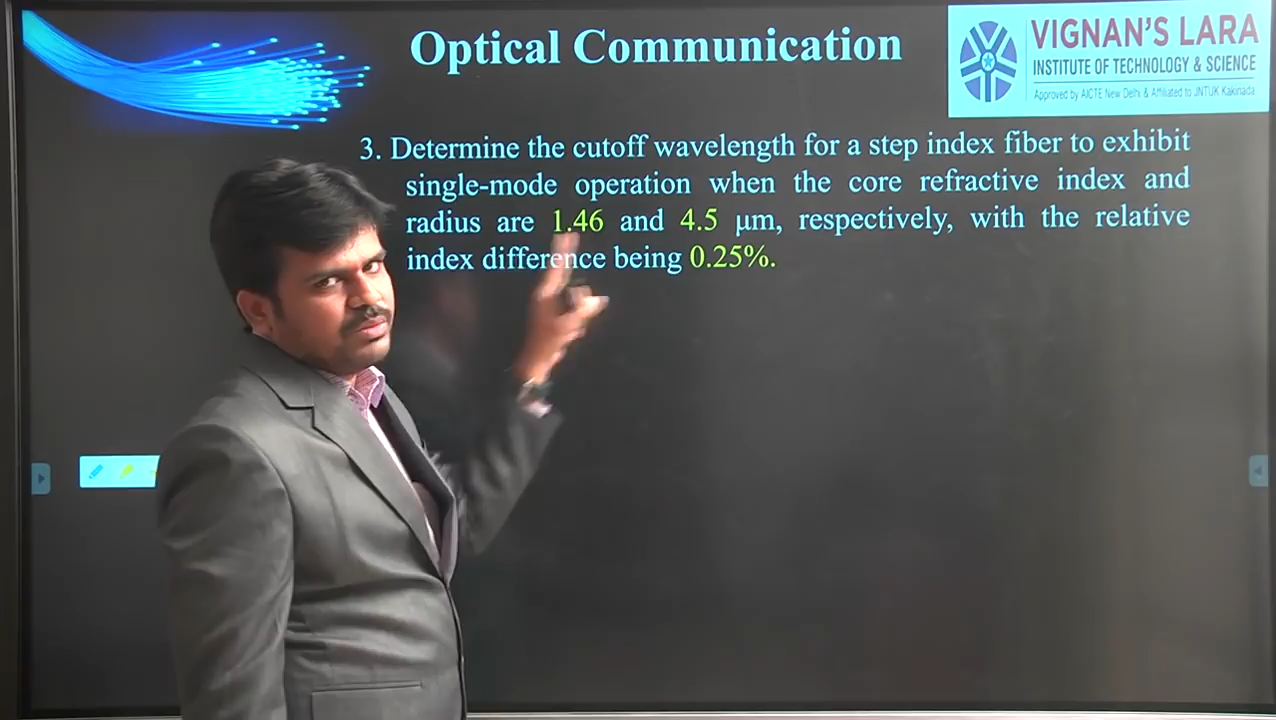 Optical Communication
VIGNAN'S LARA
INSTITUTE OF TECHNOLOGY & SCIENCE
Approved by AICTE New Delhi & Affiliated to JNTUK Kakinada
3. Determine the cutoff wavelength for a step index fiber to exhibit
single-mode operation when the core refractive index and
radius are 1.46 and 4.5 μm, respectively, with the relative
index difference being 0.25%.